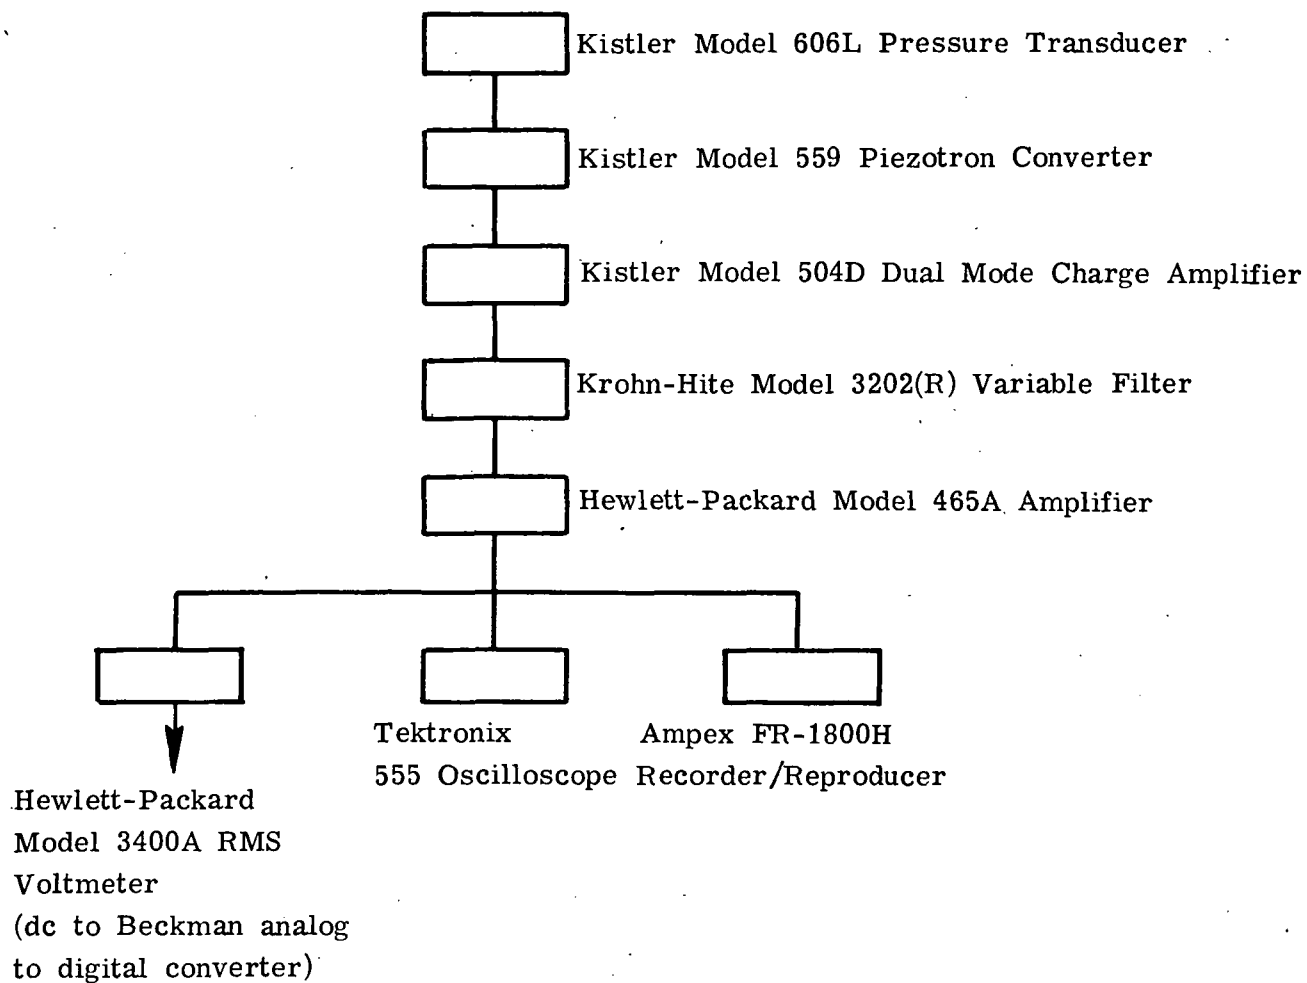 Kistler Model 606L Pressure Transducer
Kistler Model 559 Piezotron Converter
Kistler Model 504D Dual Mode Charge Amplifier
Krohn-Hite Model 3202(R) Variable Filter
Hewlett-Packard Model 465A Amplifier
Tektronix
555 Oscilloscope
Ampex FR-1800H
Recorder/Reproducer
Hewlett-Packard
Model 3400A RMS
Voltmeter
(dc to Beckman analog
to digital converter)